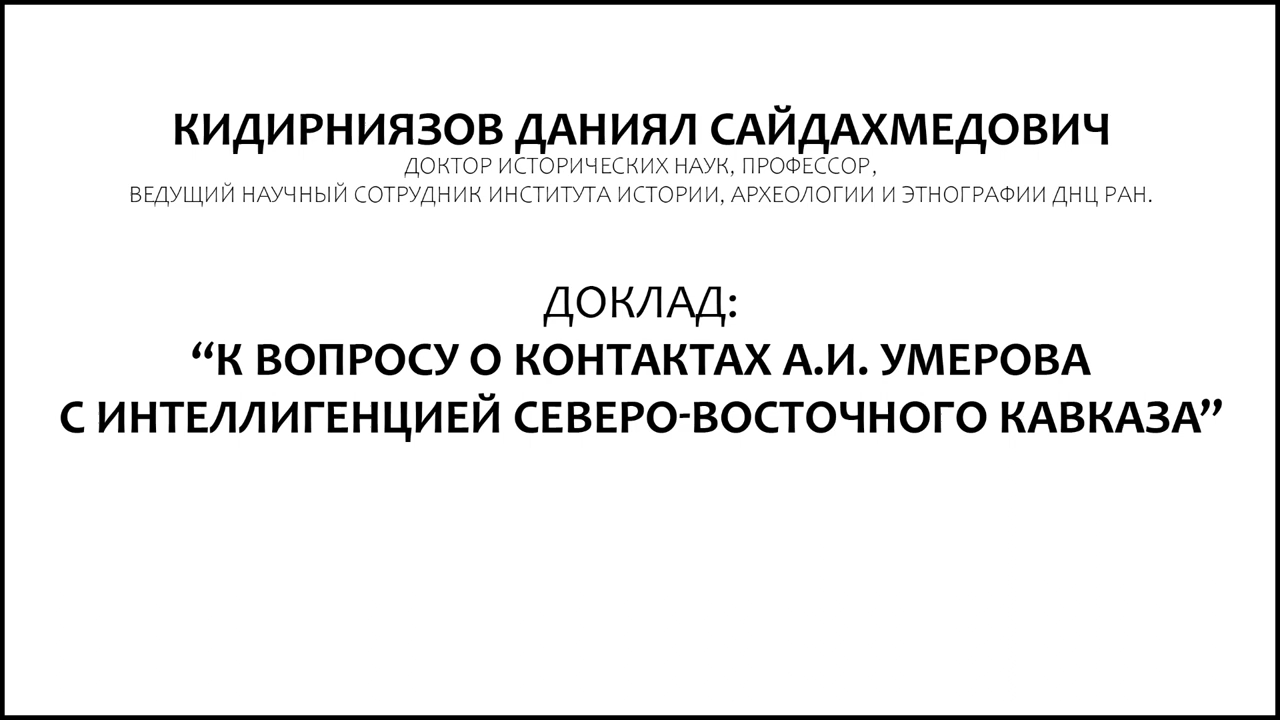 КИДИРНИЯЗОВ ДАНИЯЛ САЙДАХМЕДОВИЧ
ДОКТОР ИСТОРИЧЕСКИХ НАУК, ПРОФЕССОР,
ВЕДУЩИЙ НАУЧНЫЙ СОТРУДНИК ИНСТИТУТА ИСТОРИИ, АРХЕОЛОГИИ И ЭТНОГРАФИИ ДНЦ РАН.
ДОКЛАД:
“К ВОПРОСУ О КОНТАКТАХ А.И. УМЕРОВА
С ИНТЕЛЛИГЕНЦИЕЙ СЕВЕРО-ВОСТОЧНОГО КАВКАЗА”